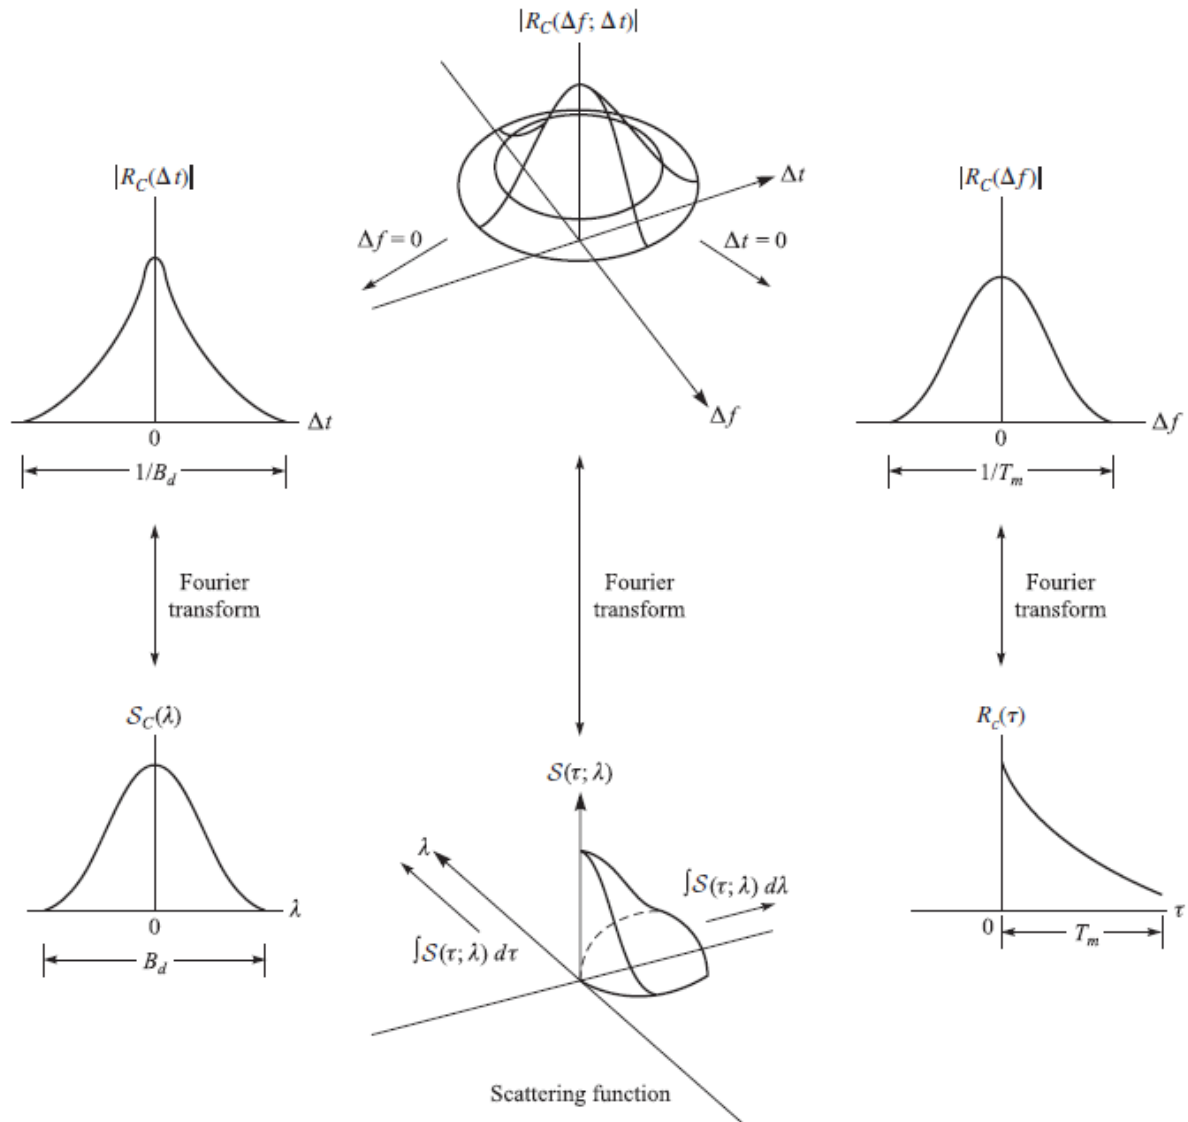 |R_C(Δf; Δt)|
|R_C(Δt)|
|R_C(Δf)|
Δt
Δf = 0
Δt = 0
Δt
0
Δf
Δf
0
1/B_d
1/T_m
Fourier
transform
Fourier
transform
Fourier
transform
𝒮_C(λ)
R_c(τ)
𝒮(τ; λ)
λ
∫𝒮(τ; λ) dλ
λ
0
∫𝒮(τ; λ) dτ
τ
0
B_d
T_m
Scattering function